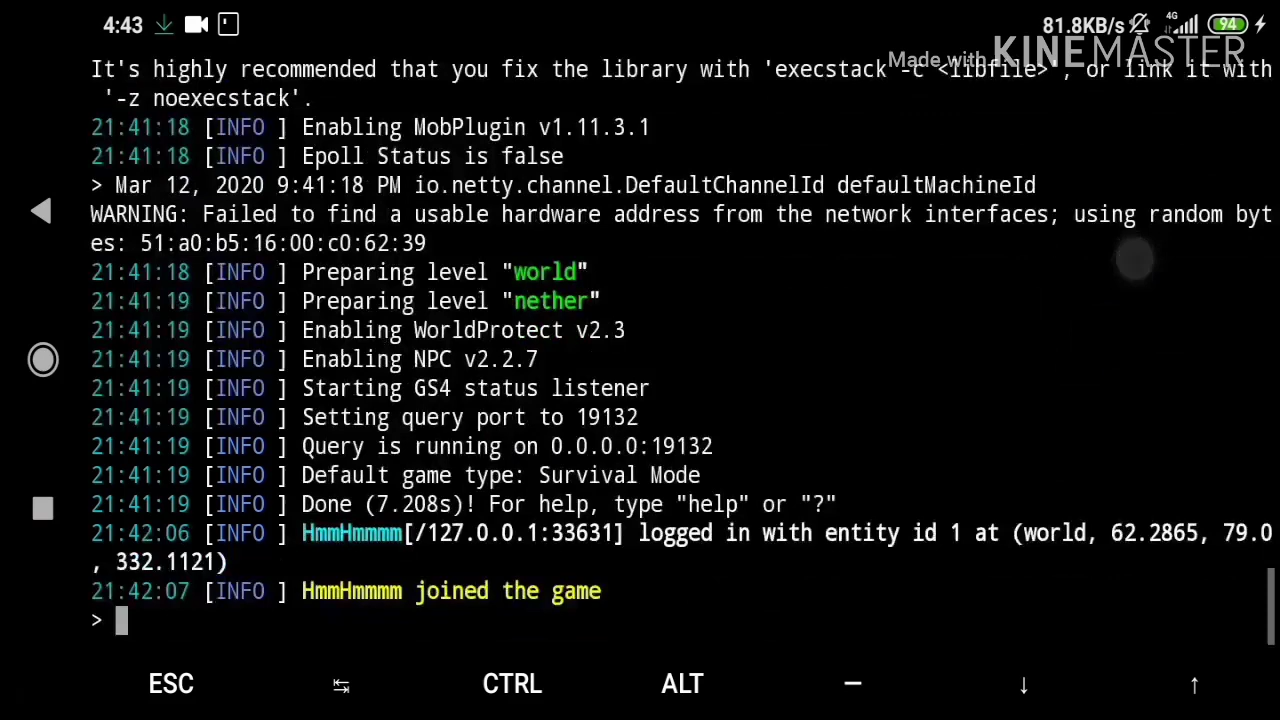 4:43 81.8KB/s 4G 94
Made with KINEMASTER
It's highly recommended that you fix the library with 'execstack -c <libfile>', or link it with
'-z noexecstack'.
21:41:18 [INFO ] Enabling MobPlugin v1.11.3.1
21:41:18 [INFO ] Epoll Status is false
> Mar 12, 2020 9:41:18 PM io.netty.channel.DefaultChannelId defaultMachineId
WARNING: Failed to find a usable hardware address from the network interfaces; using random byt
es: 51:a0:b5:16:00:c0:62:39
21:41:18 [INFO ] Preparing level "world"
21:41:19 [INFO ] Preparing level "nether"
21:41:19 [INFO ] Enabling WorldProtect v2.3
21:41:19 [INFO ] Enabling NPC v2.2.7
21:41:19 [INFO ] Starting GS4 status listener
21:41:19 [INFO ] Setting query port to 19132
21:41:19 [INFO ] Query is running on 0.0.0.0:19132
21:41:19 [INFO ] Default game type: Survival Mode
21:41:19 [INFO ] Done (7.208s)! For help, type "help" or "?"
21:42:06 [INFO ] HmmHmmmm[/127.0.0.1:33631] logged in with entity id 1 at (world, 62.2865, 79.0
, 332.1121)
21:42:07 [INFO ] HmmHmmmm joined the game
>
ESC ↹ CTRL ALT — ↓ ↑